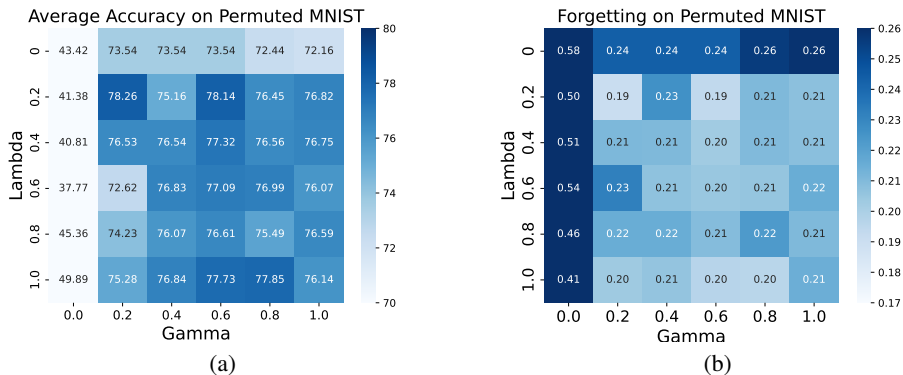 Average Accuracy on Permuted MNIST
0 43.42 73.54 73.54 73.54 72.44 72.16
0.2 41.38 78.26 75.16 78.14 76.45 76.82
0.4 40.81 76.53 76.54 77.32 76.56 76.75
0.6 37.77 72.62 76.83 77.09 76.99 76.07
0.8 45.36 74.23 76.07 76.61 75.49 76.59
1.0 49.89 75.28 76.84 77.73 77.85 76.14
0.0 0.2 0.4 0.6 0.8 1.0
Lambda
Gamma
80
78
76
74
72
70
(a)
Forgetting on Permuted MNIST
0 0.58 0.24 0.24 0.24 0.26 0.26
0.2 0.50 0.19 0.23 0.19 0.21 0.21
0.4 0.51 0.21 0.21 0.20 0.21 0.21
0.6 0.54 0.23 0.21 0.20 0.21 0.22
0.8 0.46 0.22 0.22 0.21 0.22 0.21
1.0 0.41 0.20 0.21 0.20 0.20 0.21
0.0 0.2 0.4 0.6 0.8 1.0
Lambda
Gamma
0.26
0.25
0.24
0.23
0.22
0.21
0.20
0.19
0.18
0.17
(b)